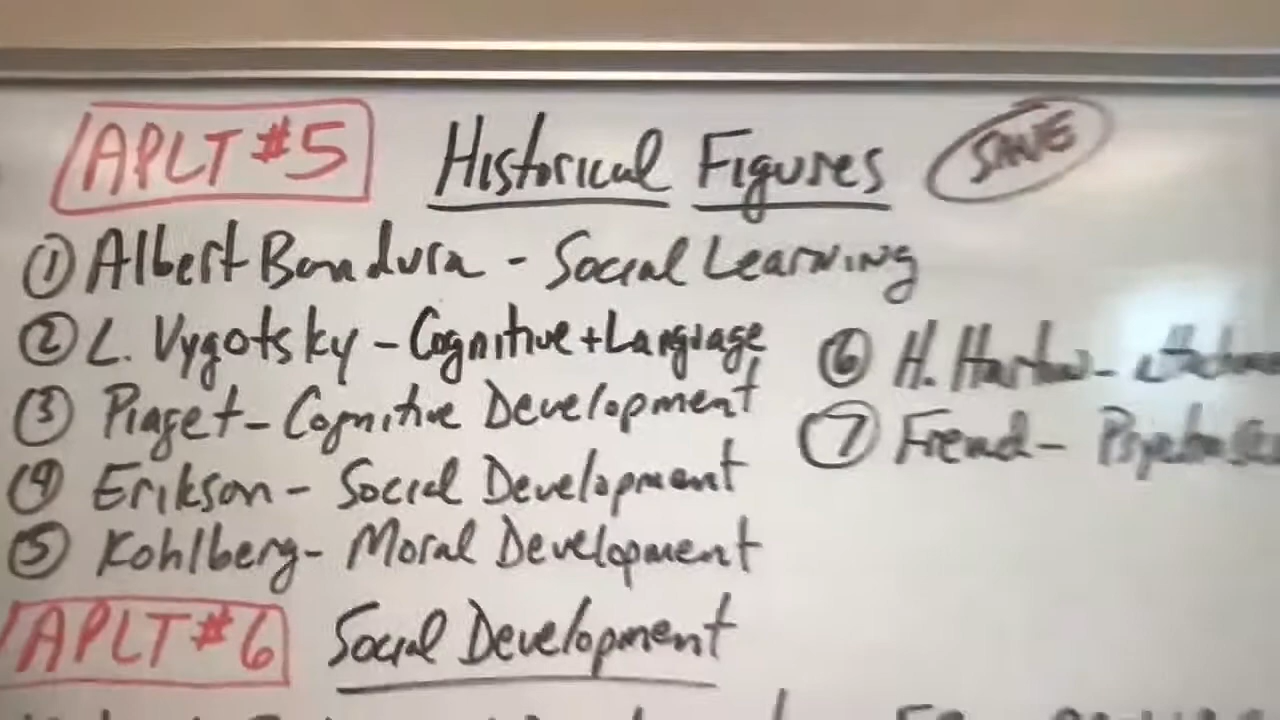 APLT #5 Historical Figures SAVE
① Albert Bandura - Social Learning
② L. Vygotsky - Cognitive + Language
③ Piaget - Cognitive Development
④ Erikson - Social Development
⑤ Kohlberg - Moral Development
⑥ H. Harlow -
⑦ Freud -
APLT #6 Social Development